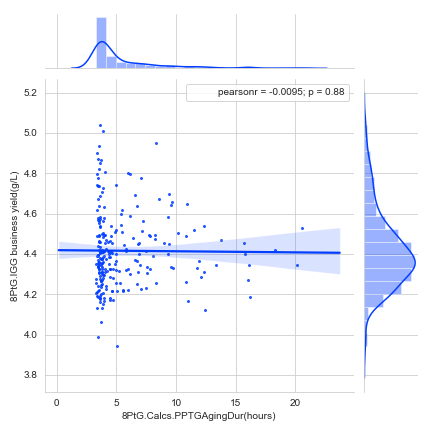 pearsonr = -0.0095; p = 0.88
5.2
5.0
4.8
4.6
4.4
4.2
4.0
3.8
8PtG.IGG business yield(g/L)
0 5 10 15 20
8PtG.Calcs.PPTGAgingDur(hours)